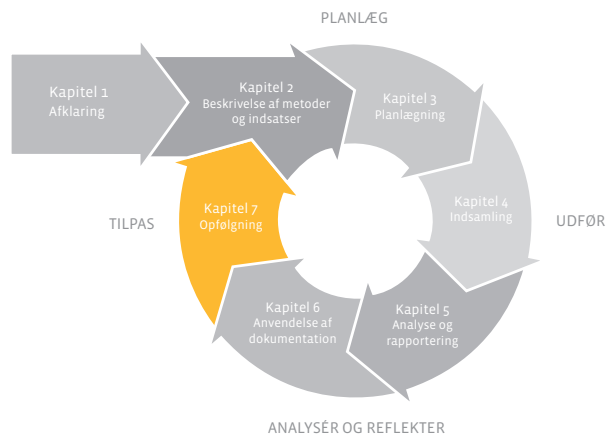 PLANLÆG
Kapitel 1
Afklaring
Kapitel 2
Beskrivelse af metoder
og indsatser
Kapitel 3
Planlægning
Kapitel 4
Indsamling
UDFØR
Kapitel 5
Analyse og
rapportering
Kapitel 6
Anvendelse af
dokumentation
Kapitel 7
Opfølgning
TILPAS
ANALYSÉR OG REFLEKTER